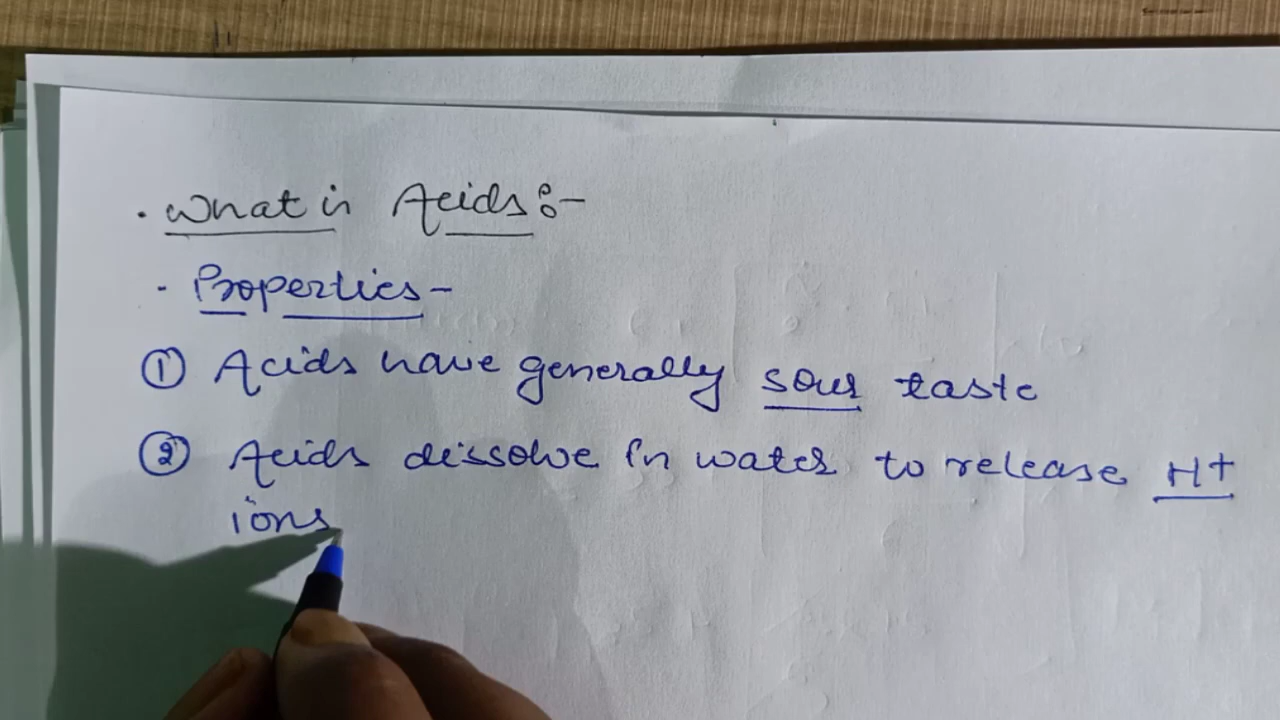 · What is Acids :-
· Properties -
① Acids have generally sour taste
② Acids dissolve in water to release H+
ions